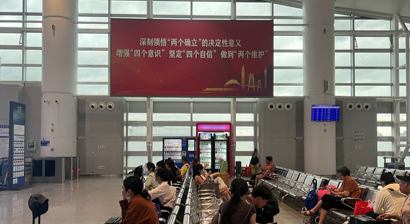 深刻领悟“两个确立”的决定性意义
增强“四个意识” 坚定“四个自信” 做到“两个维护”